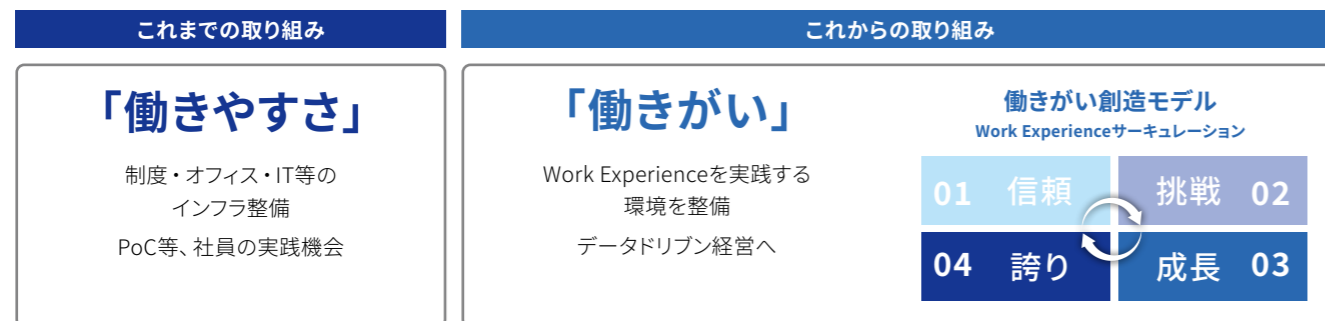 これまでの取り組み
これからの取り組み
「働きやすさ」
制度・オフィス・IT等の
インフラ整備
PoC等、社員の実践機会
「働きがい」
Work Experienceを実践する
環境を整備
データドリブン経営へ
働きがい創造モデル
Work Experienceサーキュレーション
01 信頼
挑戦 02
04 誇り
成長 03